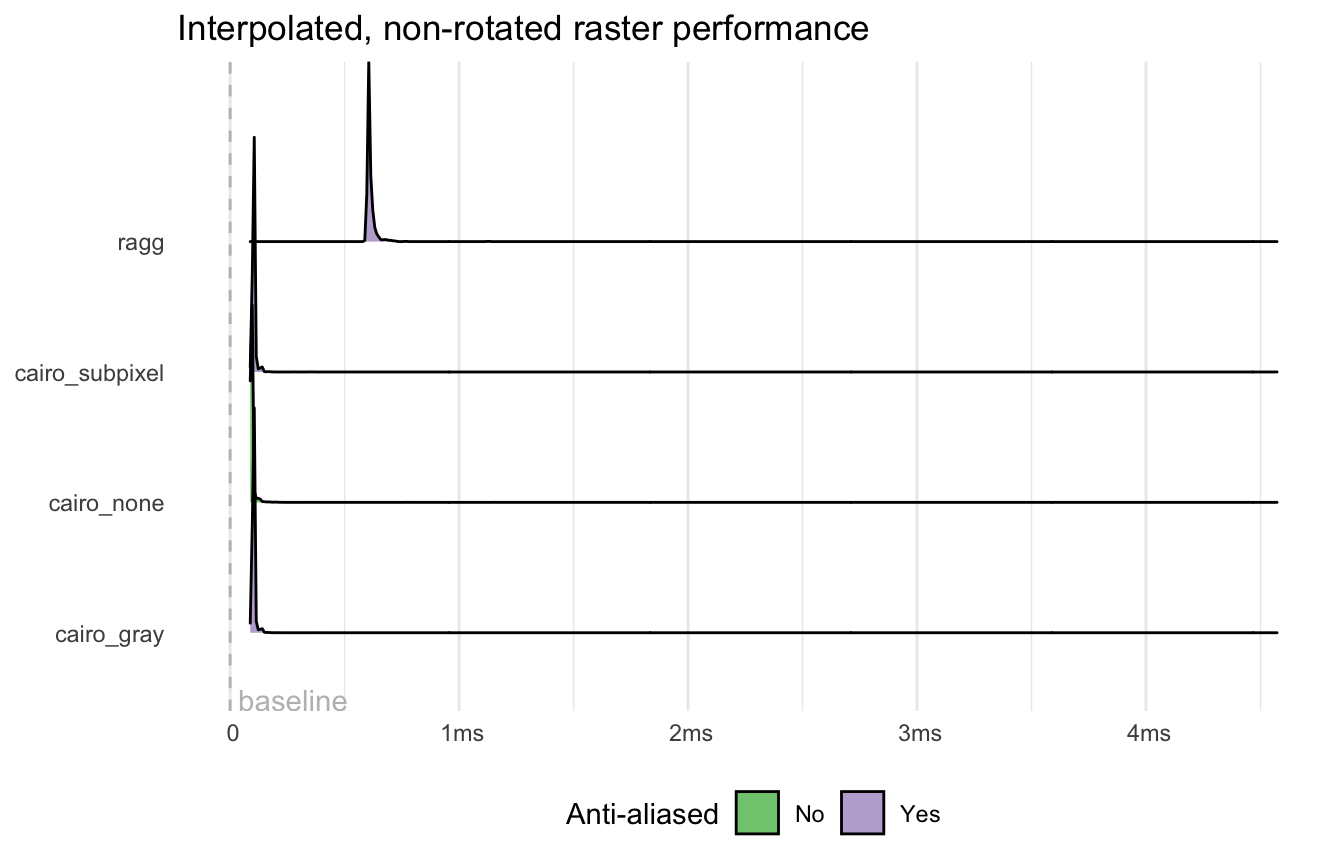 Interpolated, non-rotated raster performance
ragg
cairo_subpixel
cairo_none
cairo_gray
baseline
0 1ms 2ms 3ms 4ms
Anti-aliased No Yes